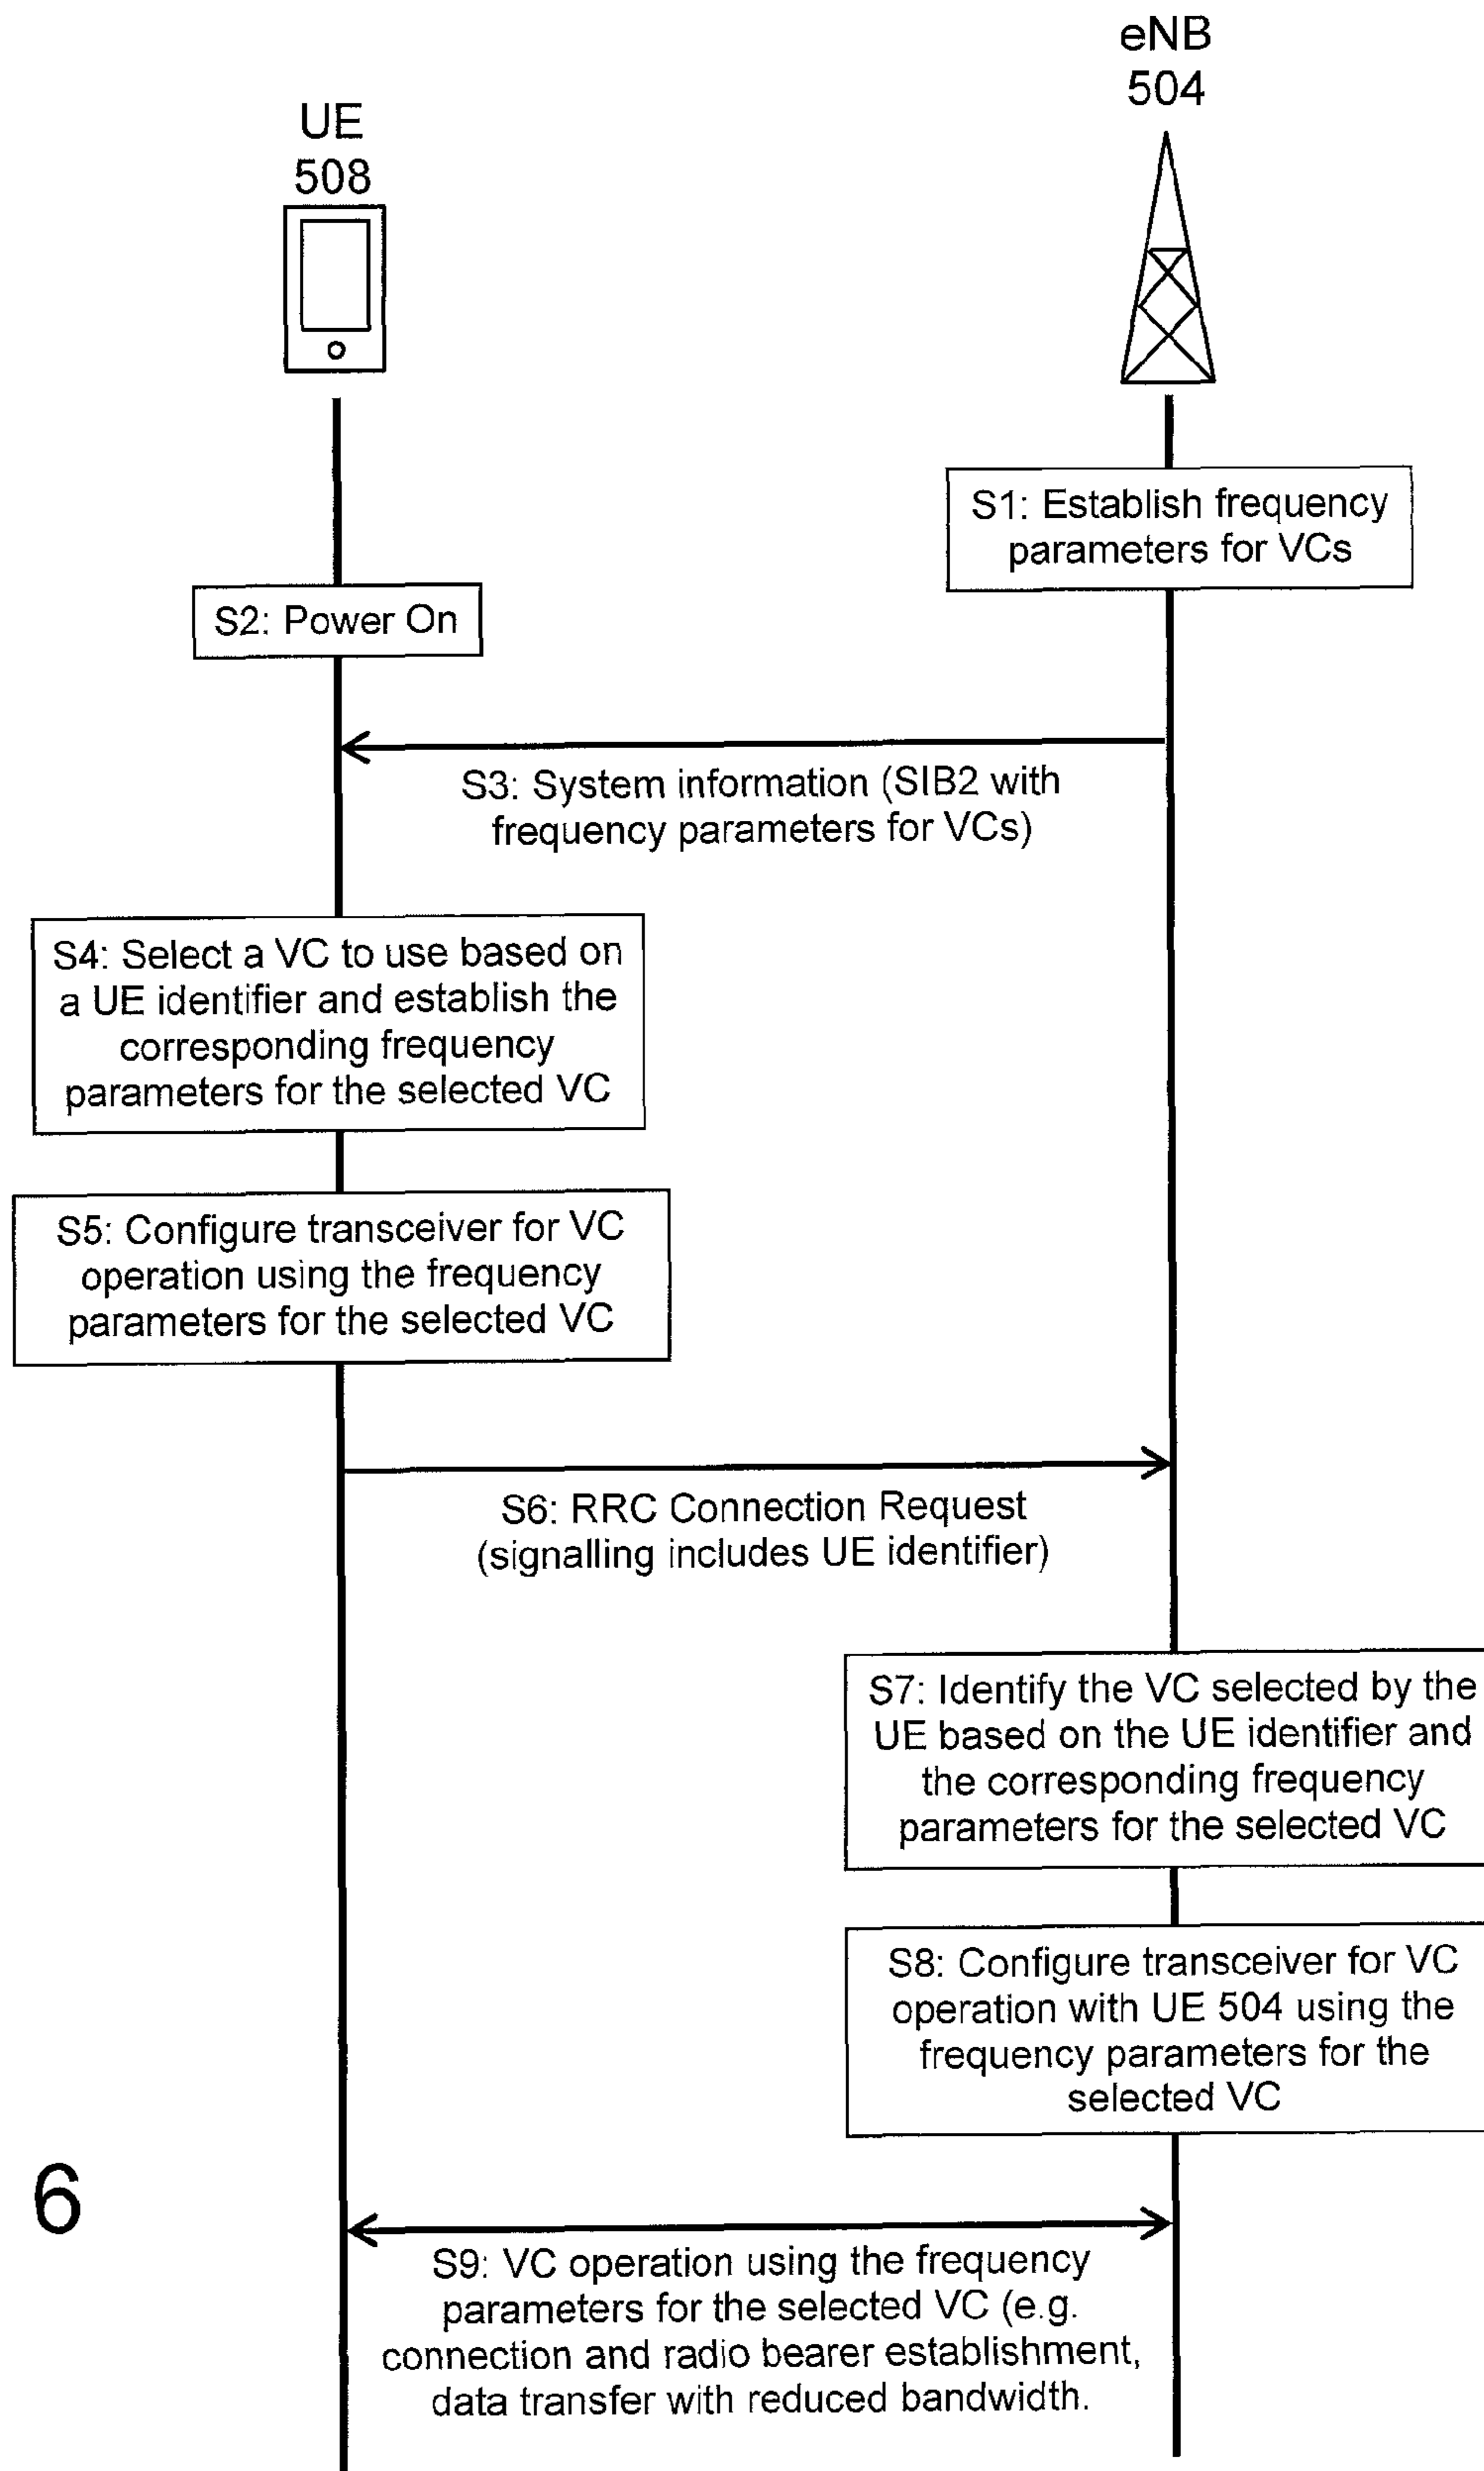 eNB
504
UE
508
S1: Establish frequency
parameters for VCs
S2: Power On
S3: System information (SIB2 with
frequency parameters for VCs)
S4: Select a VC to use based on
a UE identifier and establish the
corresponding frequency
parameters for the selected VC
S5: Configure transceiver for VC
operation using the frequency
parameters for the selected VC
S6: RRC Connection Request
(signalling includes UE identifier)
S7: Identify the VC selected by the
UE based on the UE identifier and
the corresponding frequency
parameters for the selected VC
S8: Configure transceiver for VC
operation with UE 504 using the
frequency parameters for the
selected VC
6
S9: VC operation using the frequency
parameters for the selected VC (e.g.
connection and radio bearer establishment,
data transfer with reduced bandwidth.